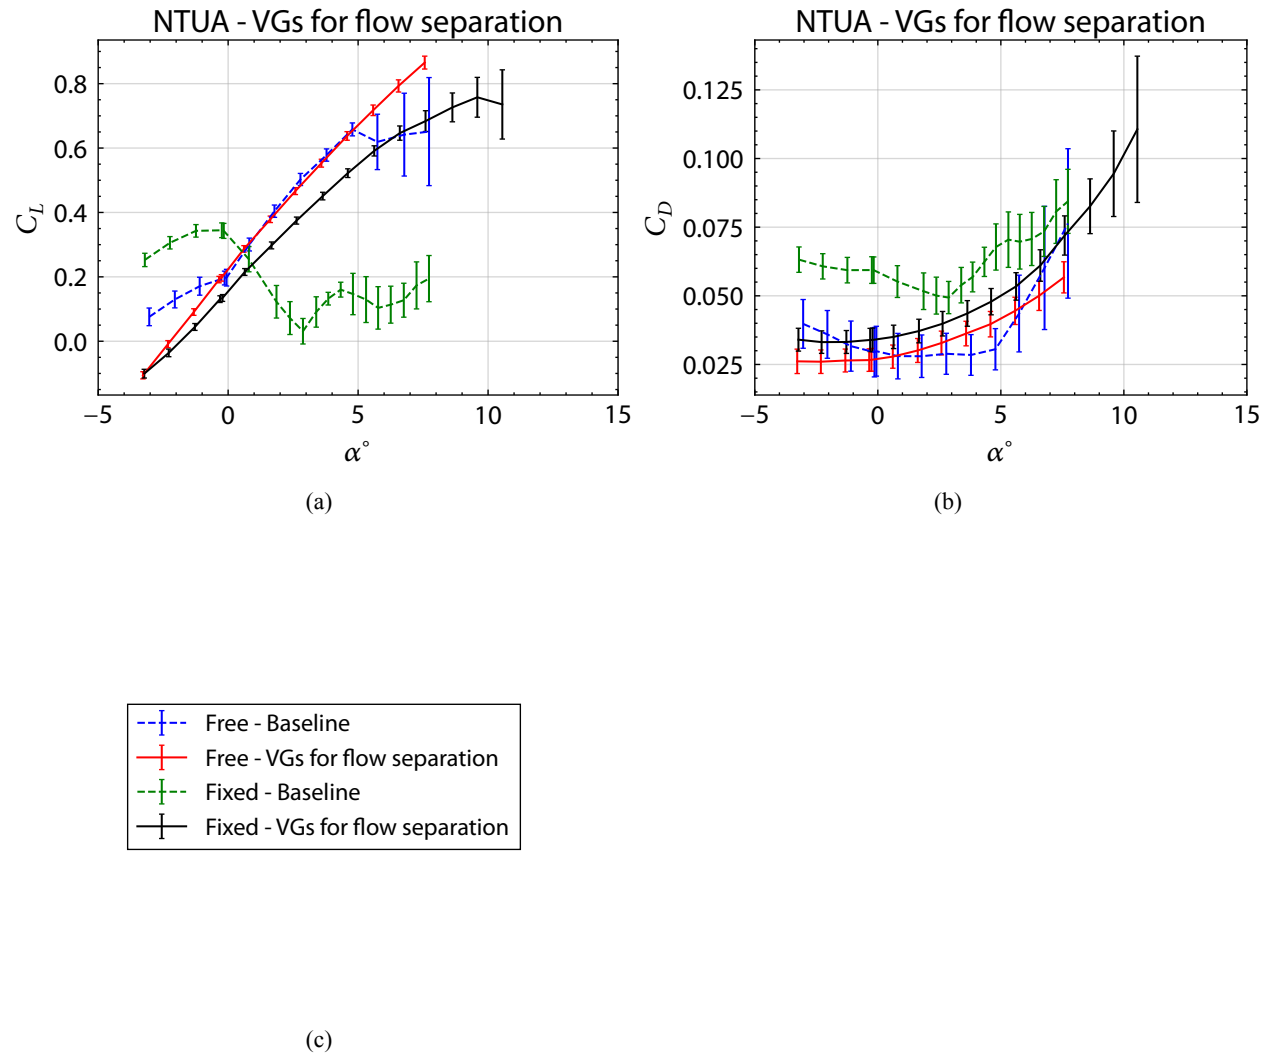 NTUA - VGs for flow separation
0.8
0.6
0.4
0.2
0.0
C_L
−5 0 5 10 15
α°
(a)
NTUA - VGs for flow separation
0.125
0.100
0.075
0.050
0.025
C_D
−5 0 5 10 15
α°
(b)
Free - Baseline
Free - VGs for flow separation
Fixed - Baseline
Fixed - VGs for flow separation
(c)